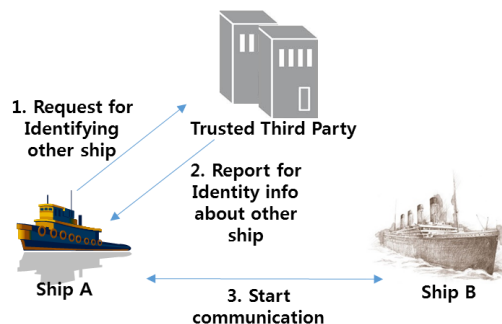 1. Request for
Identifying
other ship
Trusted Third Party
2. Report for
Identity info
about other
ship
Ship A
Ship B
3. Start
communication